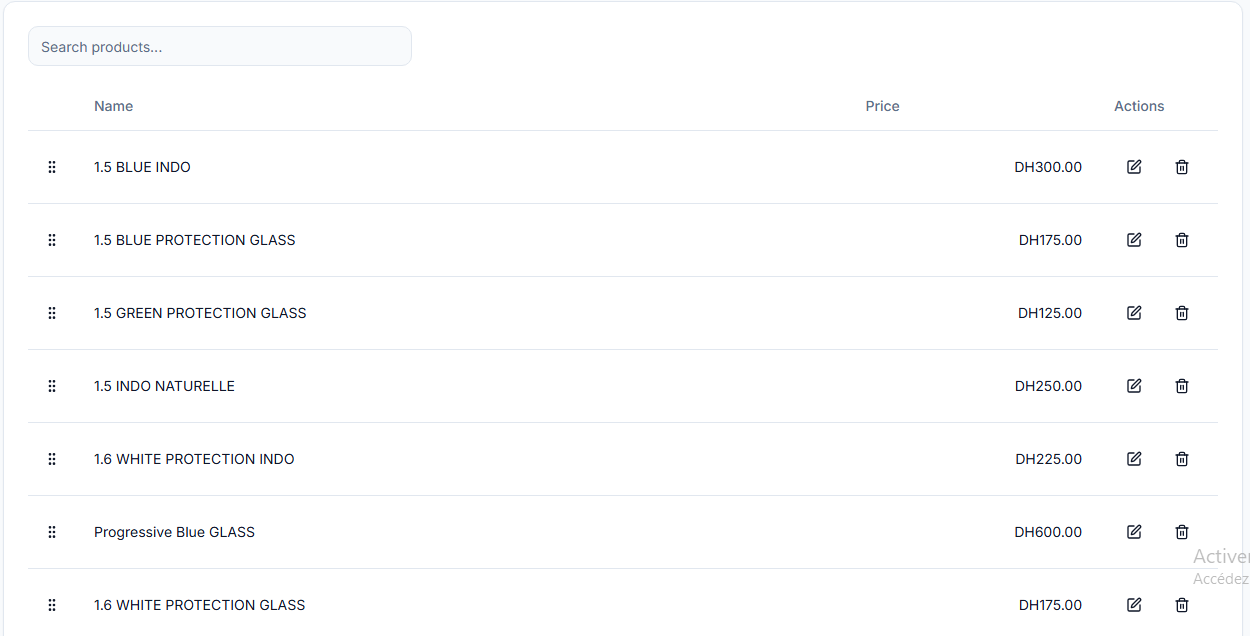 Search products...
Name Price Actions
1.5 BLUE INDO DH300.00
1.5 BLUE PROTECTION GLASS DH175.00
1.5 GREEN PROTECTION GLASS DH125.00
1.5 INDO NATURELLE DH250.00
1.6 WHITE PROTECTION INDO DH225.00
Progressive Blue GLASS DH600.00
Activer
Accédez
1.6 WHITE PROTECTION GLASS DH175.00